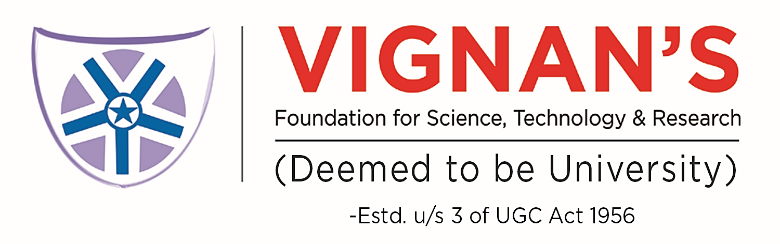 VIGNAN'S
Foundation for Science, Technology & Research
(Deemed to be University)
-Estd. u/s 3 of UGC Act 1956